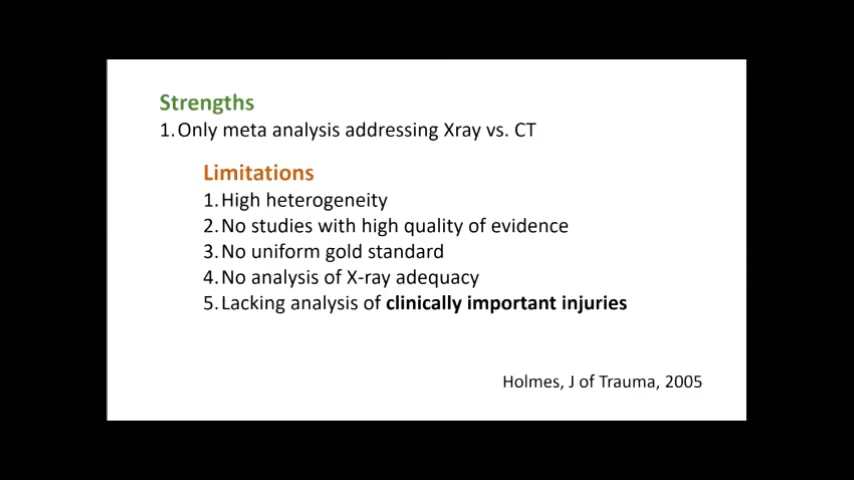 Strengths
1. Only meta analysis addressing Xray vs. CT
Limitations
1. High heterogeneity
2. No studies with high quality of evidence
3. No uniform gold standard
4. No analysis of X-ray adequacy
5. Lacking analysis of clinically important injuries
Holmes, J of Trauma, 2005